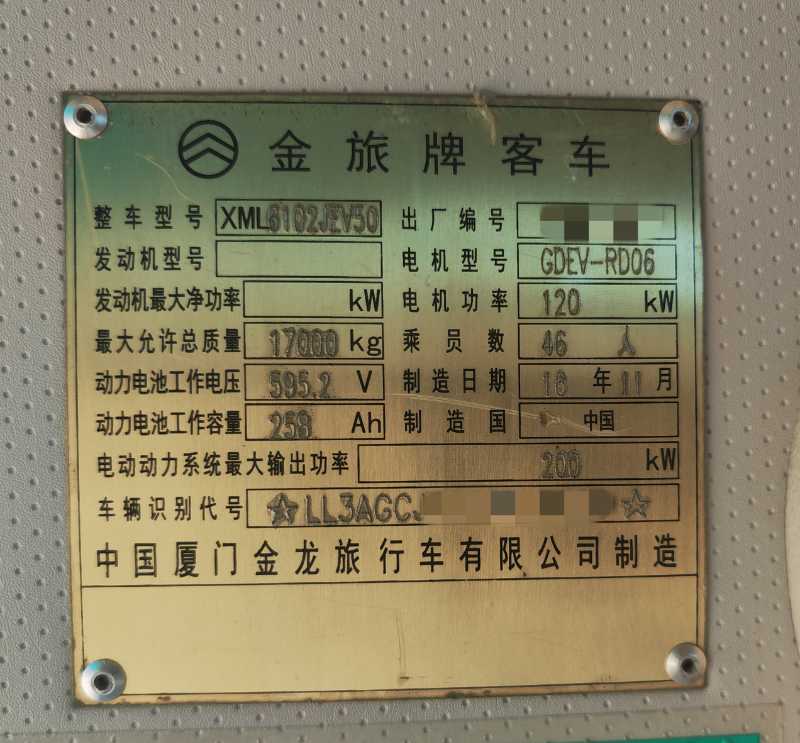 金旅牌客车
整车型号 XML6102JEV50 出厂编号
发动机型号 电机型号 GDEV-RD06
发动机最大净功率 kW 电机功率 120 kW
最大允许总质量 17000 kg 乘员数 46 人
动力电池工作电压 595.2 V 制造日期 16 年 11 月
动力电池工作容量 258 Ah 制造国 中国
电动动力系统最大输出功率 200 kW
车辆识别代号 ☆LL3AGCJ ☆
中国厦门金龙旅行车有限公司制造